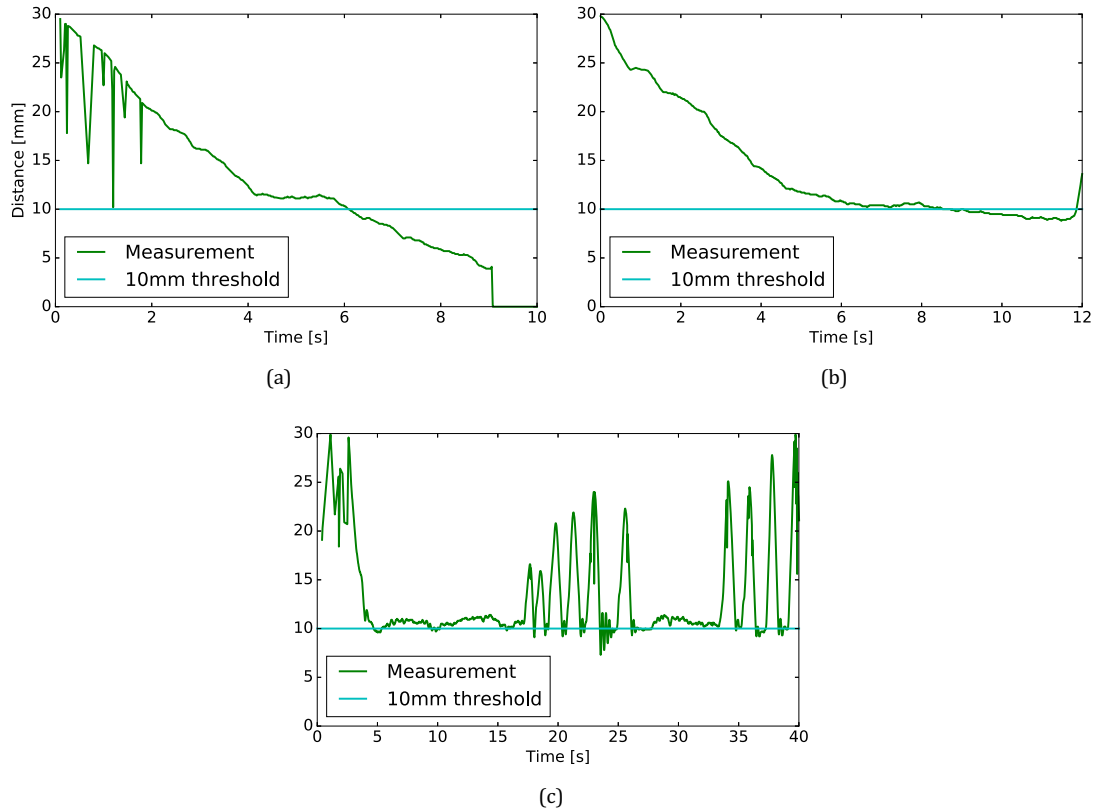 30
25
20
15
10
5
0
Distance [mm]
Measurement
10mm threshold
0 2 4 6 8 10
Time [s]
(a)
30
25
20
15
10
5
0
Measurement
10mm threshold
0 2 4 6 8 10 12
Time [s]
(b)
30
25
20
15
10
5
0
Measurement
10mm threshold
0 5 10 15 20 25 30 35 40
Time [s]
(c)